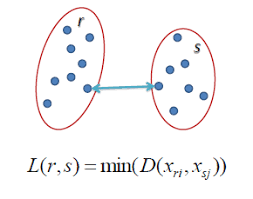 r
s
L(r,s) = min(D(x_{ri}, x_{sj}))